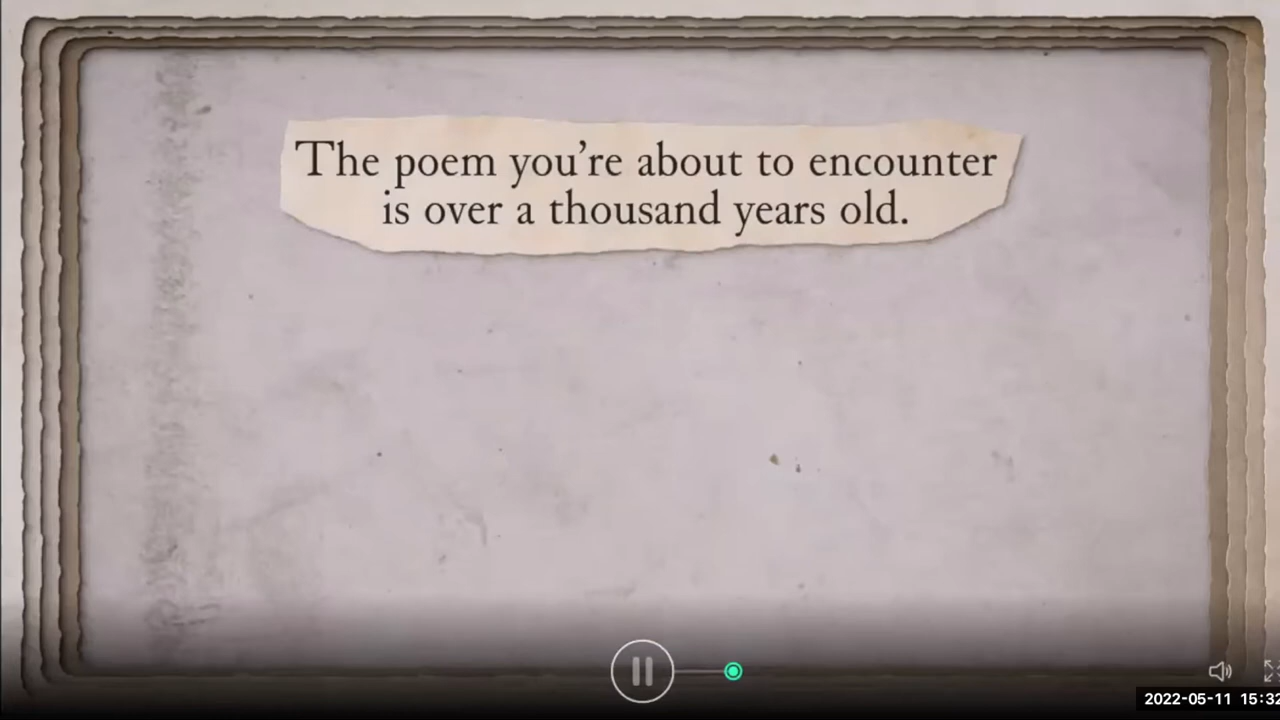 The poem you're about to encounter
is over a thousand years old.
2022-05-11 15:32